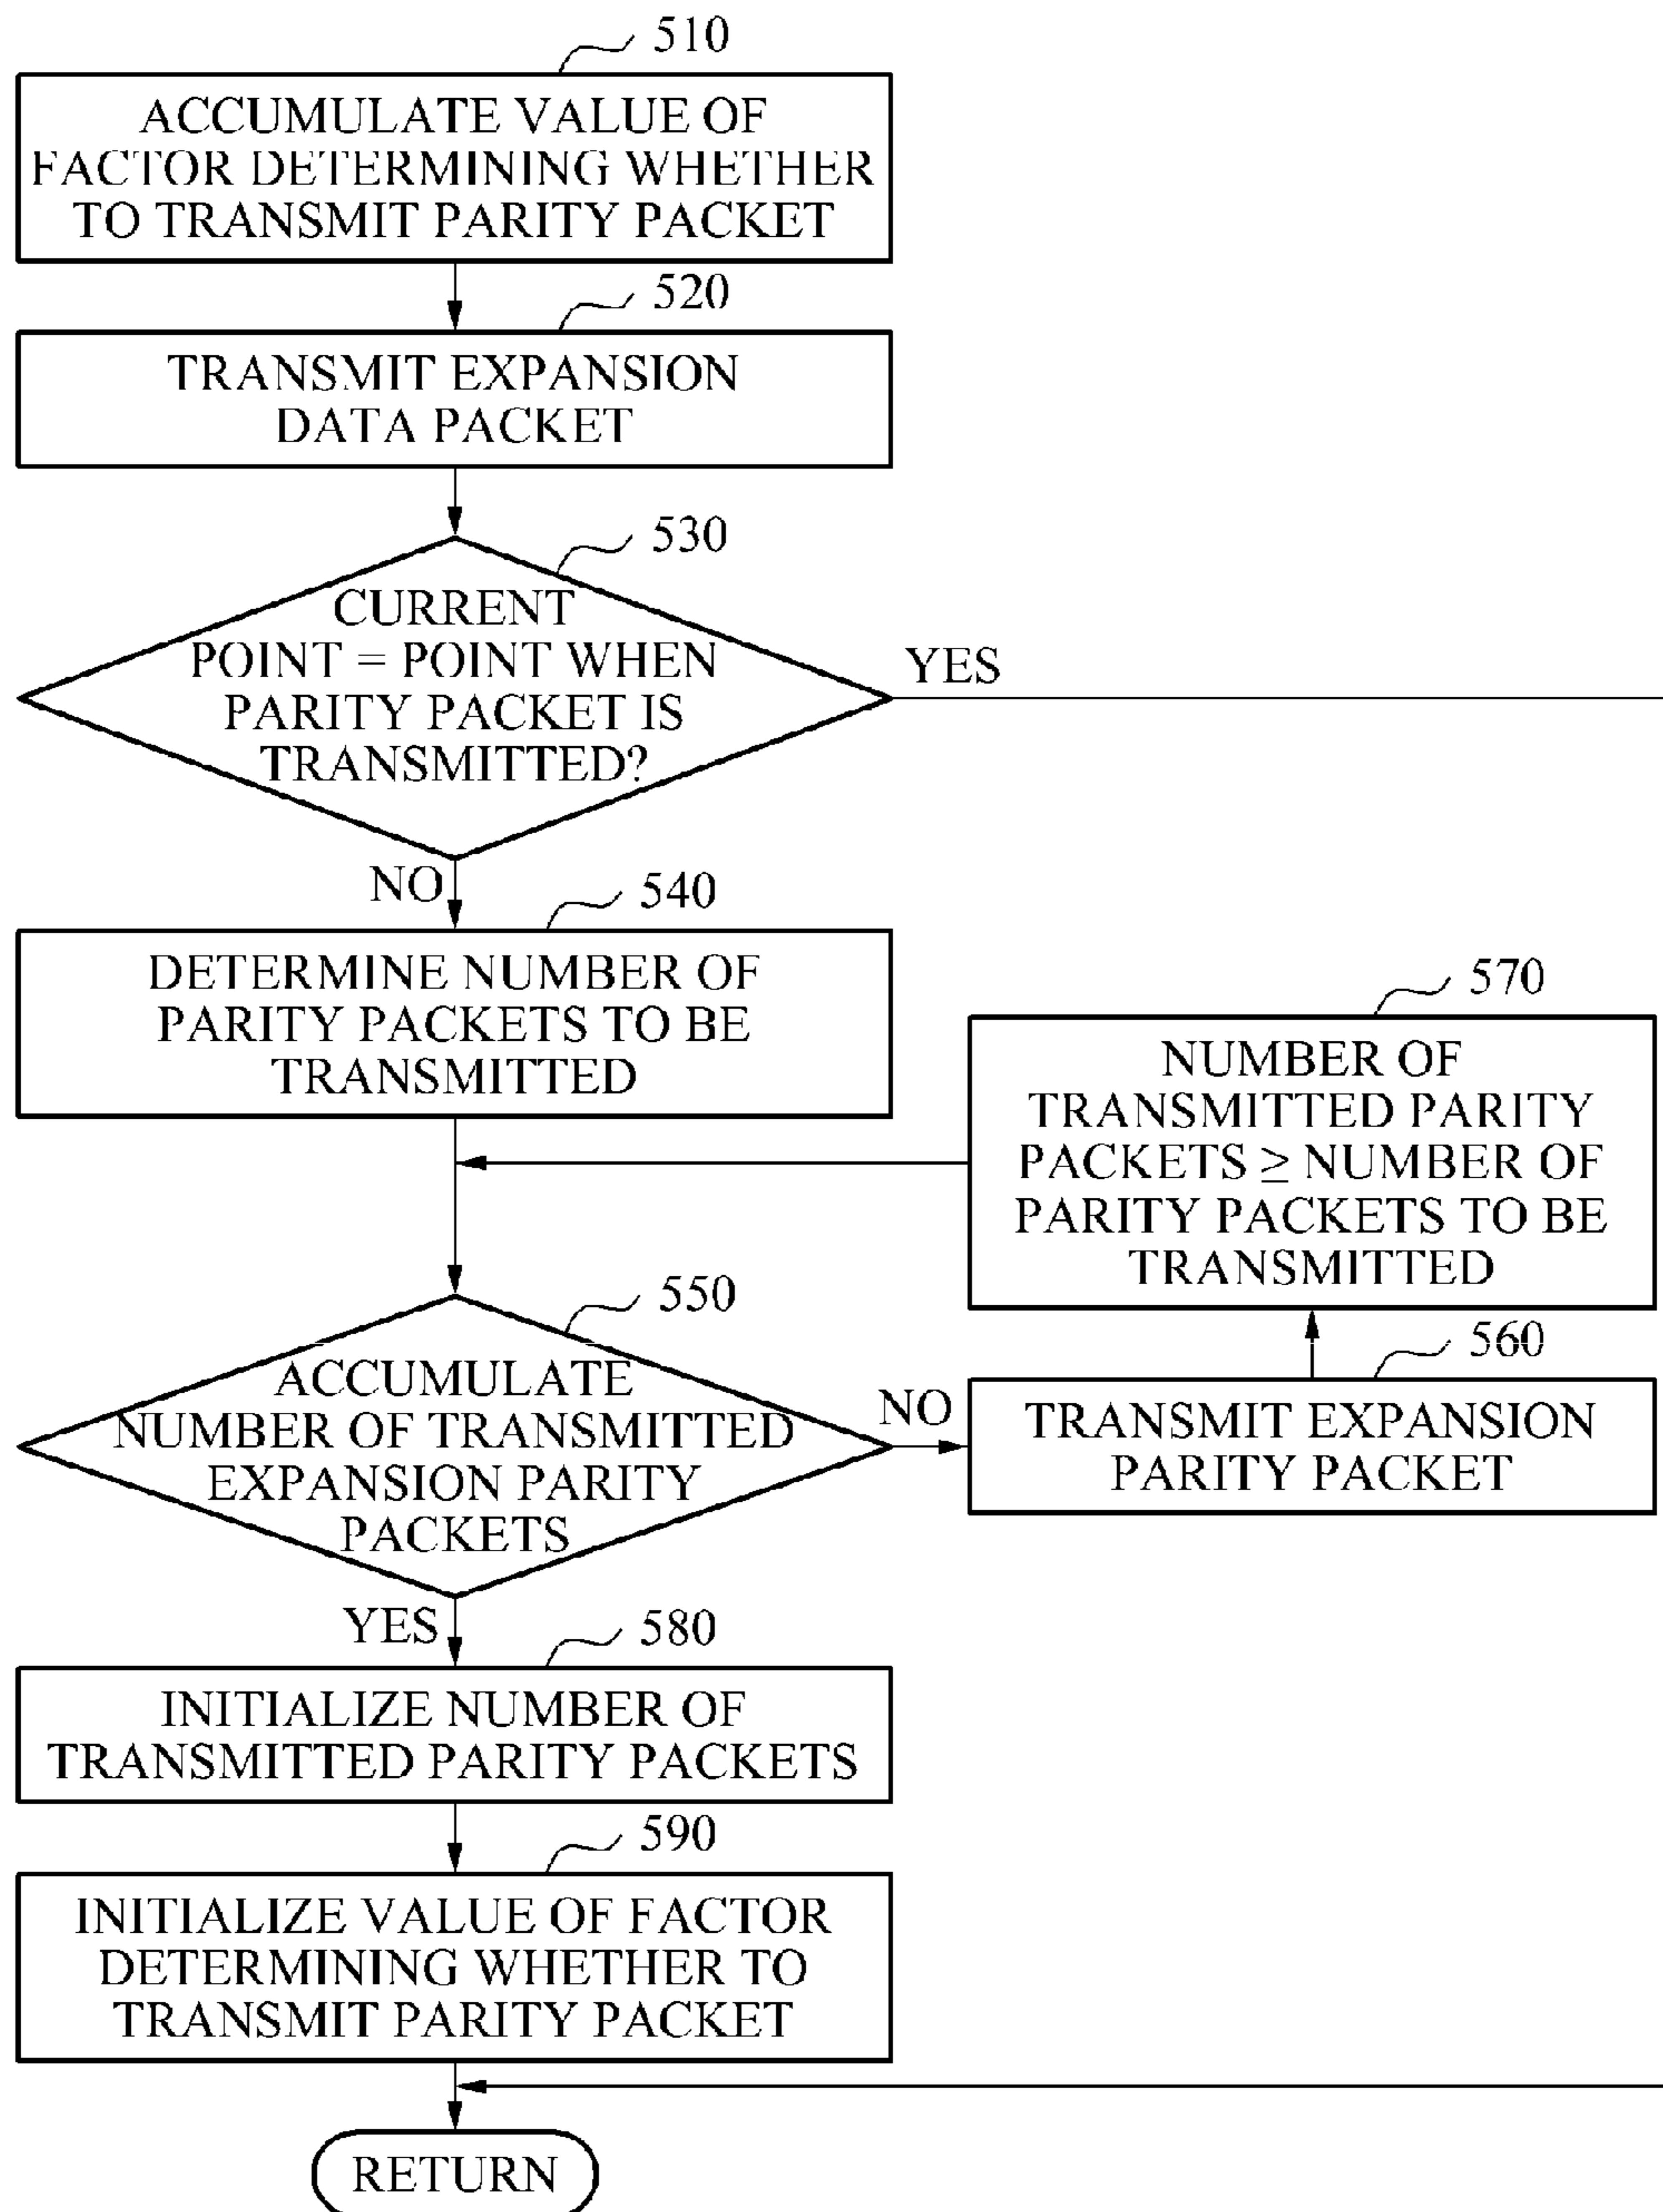 510
ACCUMULATE VALUE OF
FACTOR DETERMINING WHETHER
TO TRANSMIT PARITY PACKET
520
TRANSMIT EXPANSION
DATA PACKET
530
CURRENT
POINT = POINT WHEN
PARITY PACKET IS
TRANSMITTED?
YES
NO
540
DETERMINE NUMBER OF
PARITY PACKETS TO BE
TRANSMITTED
570
NUMBER OF
TRANSMITTED PARITY
PACKETS ≥ NUMBER OF
PARITY PACKETS TO BE
TRANSMITTED
550
ACCUMULATE
NUMBER OF TRANSMITTED
EXPANSION PARITY
PACKETS
NO
560
TRANSMIT EXPANSION
PARITY PACKET
YES
580
INITIALIZE NUMBER OF
TRANSMITTED PARITY PACKETS
590
INITIALIZE VALUE OF FACTOR
DETERMINING WHETHER TO
TRANSMIT PARITY PACKET
RETURN